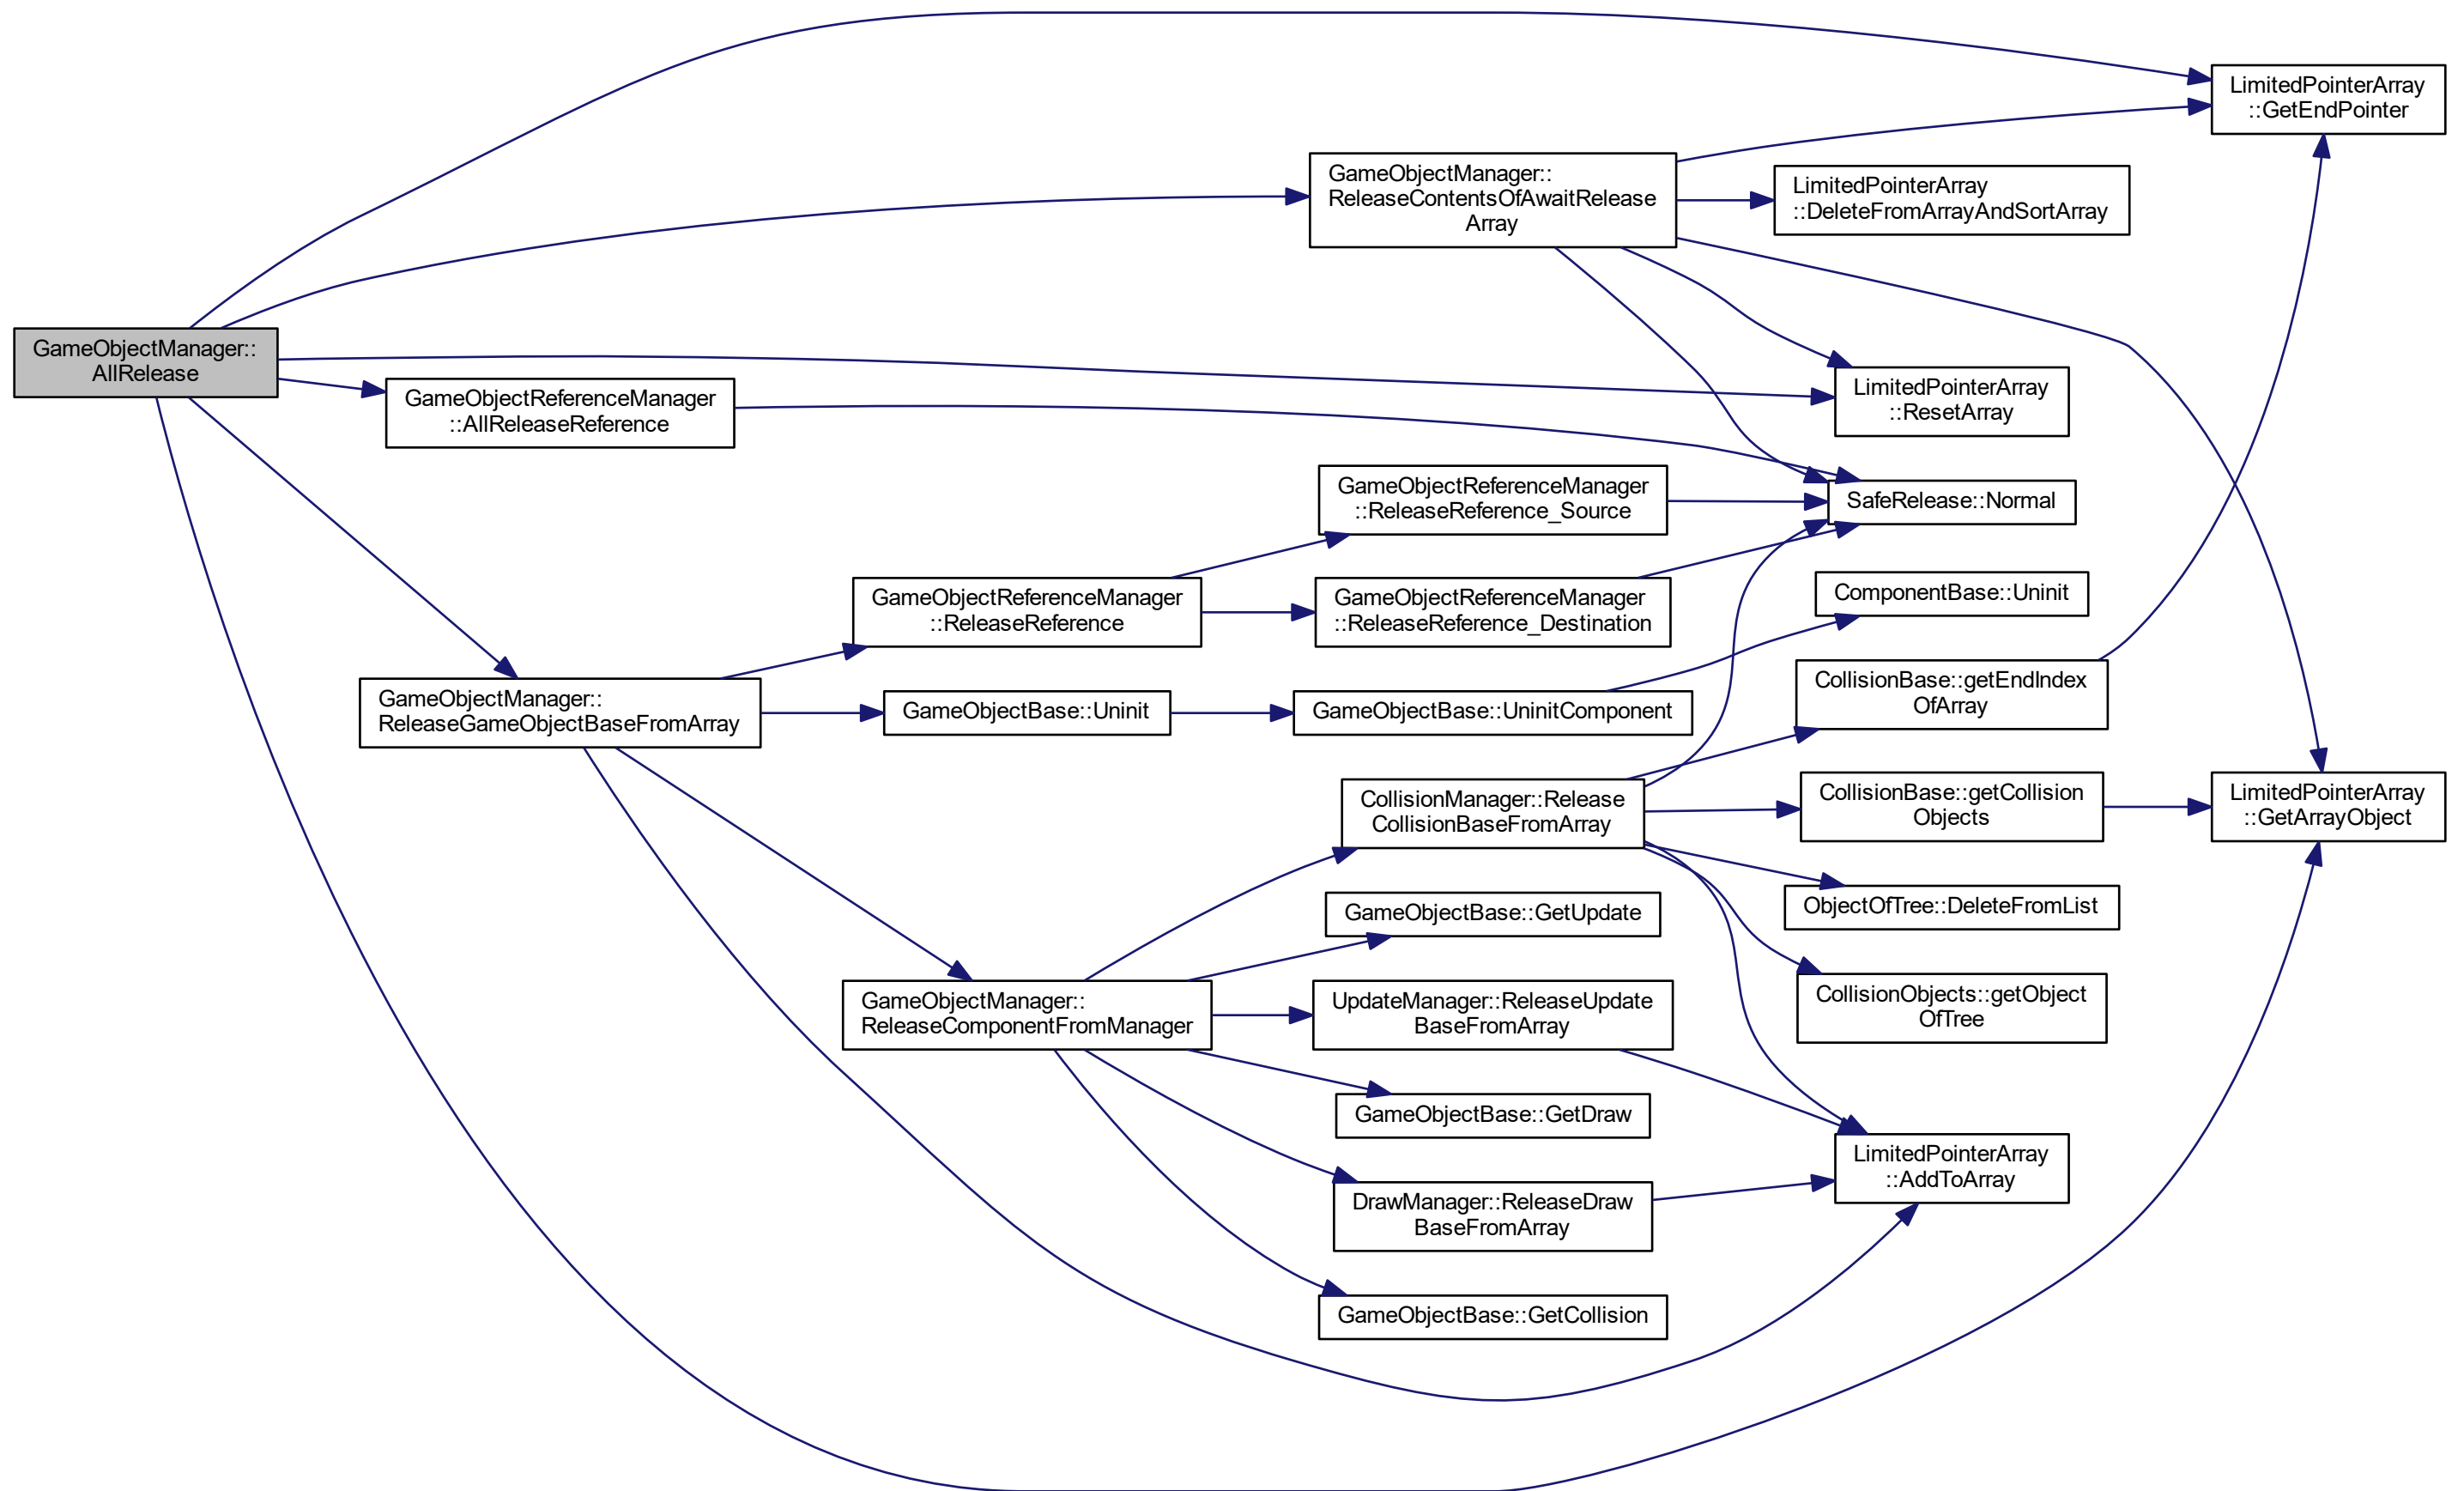 LimitedPointerArray
::GetEndPointer
GameObjectManager::
ReleaseContentsOfAwaitRelease
Array
LimitedPointerArray
::DeleteFromArrayAndSortArray
GameObjectManager::
AllRelease
GameObjectReferenceManager
::AllReleaseReference
LimitedPointerArray
::ResetArray
GameObjectReferenceManager
::ReleaseReference_Source
SafeRelease::Normal
GameObjectReferenceManager
::ReleaseReference
GameObjectReferenceManager
::ReleaseReference_Destination
ComponentBase::Uninit
GameObjectManager::
ReleaseGameObjectBaseFromArray
GameObjectBase::Uninit
GameObjectBase::UninitComponent
CollisionBase::getEndIndex
OfArray
CollisionManager::Release
CollisionBaseFromArray
CollisionBase::getCollision
Objects
LimitedPointerArray
::GetArrayObject
GameObjectBase::GetUpdate
ObjectOfTree::DeleteFromList
GameObjectManager::
ReleaseComponentFromManager
UpdateManager::ReleaseUpdate
BaseFromArray
CollisionObjects::getObject
OfTree
GameObjectBase::GetDraw
LimitedPointerArray
::AddToArray
DrawManager::ReleaseDraw
BaseFromArray
GameObjectBase::GetCollision